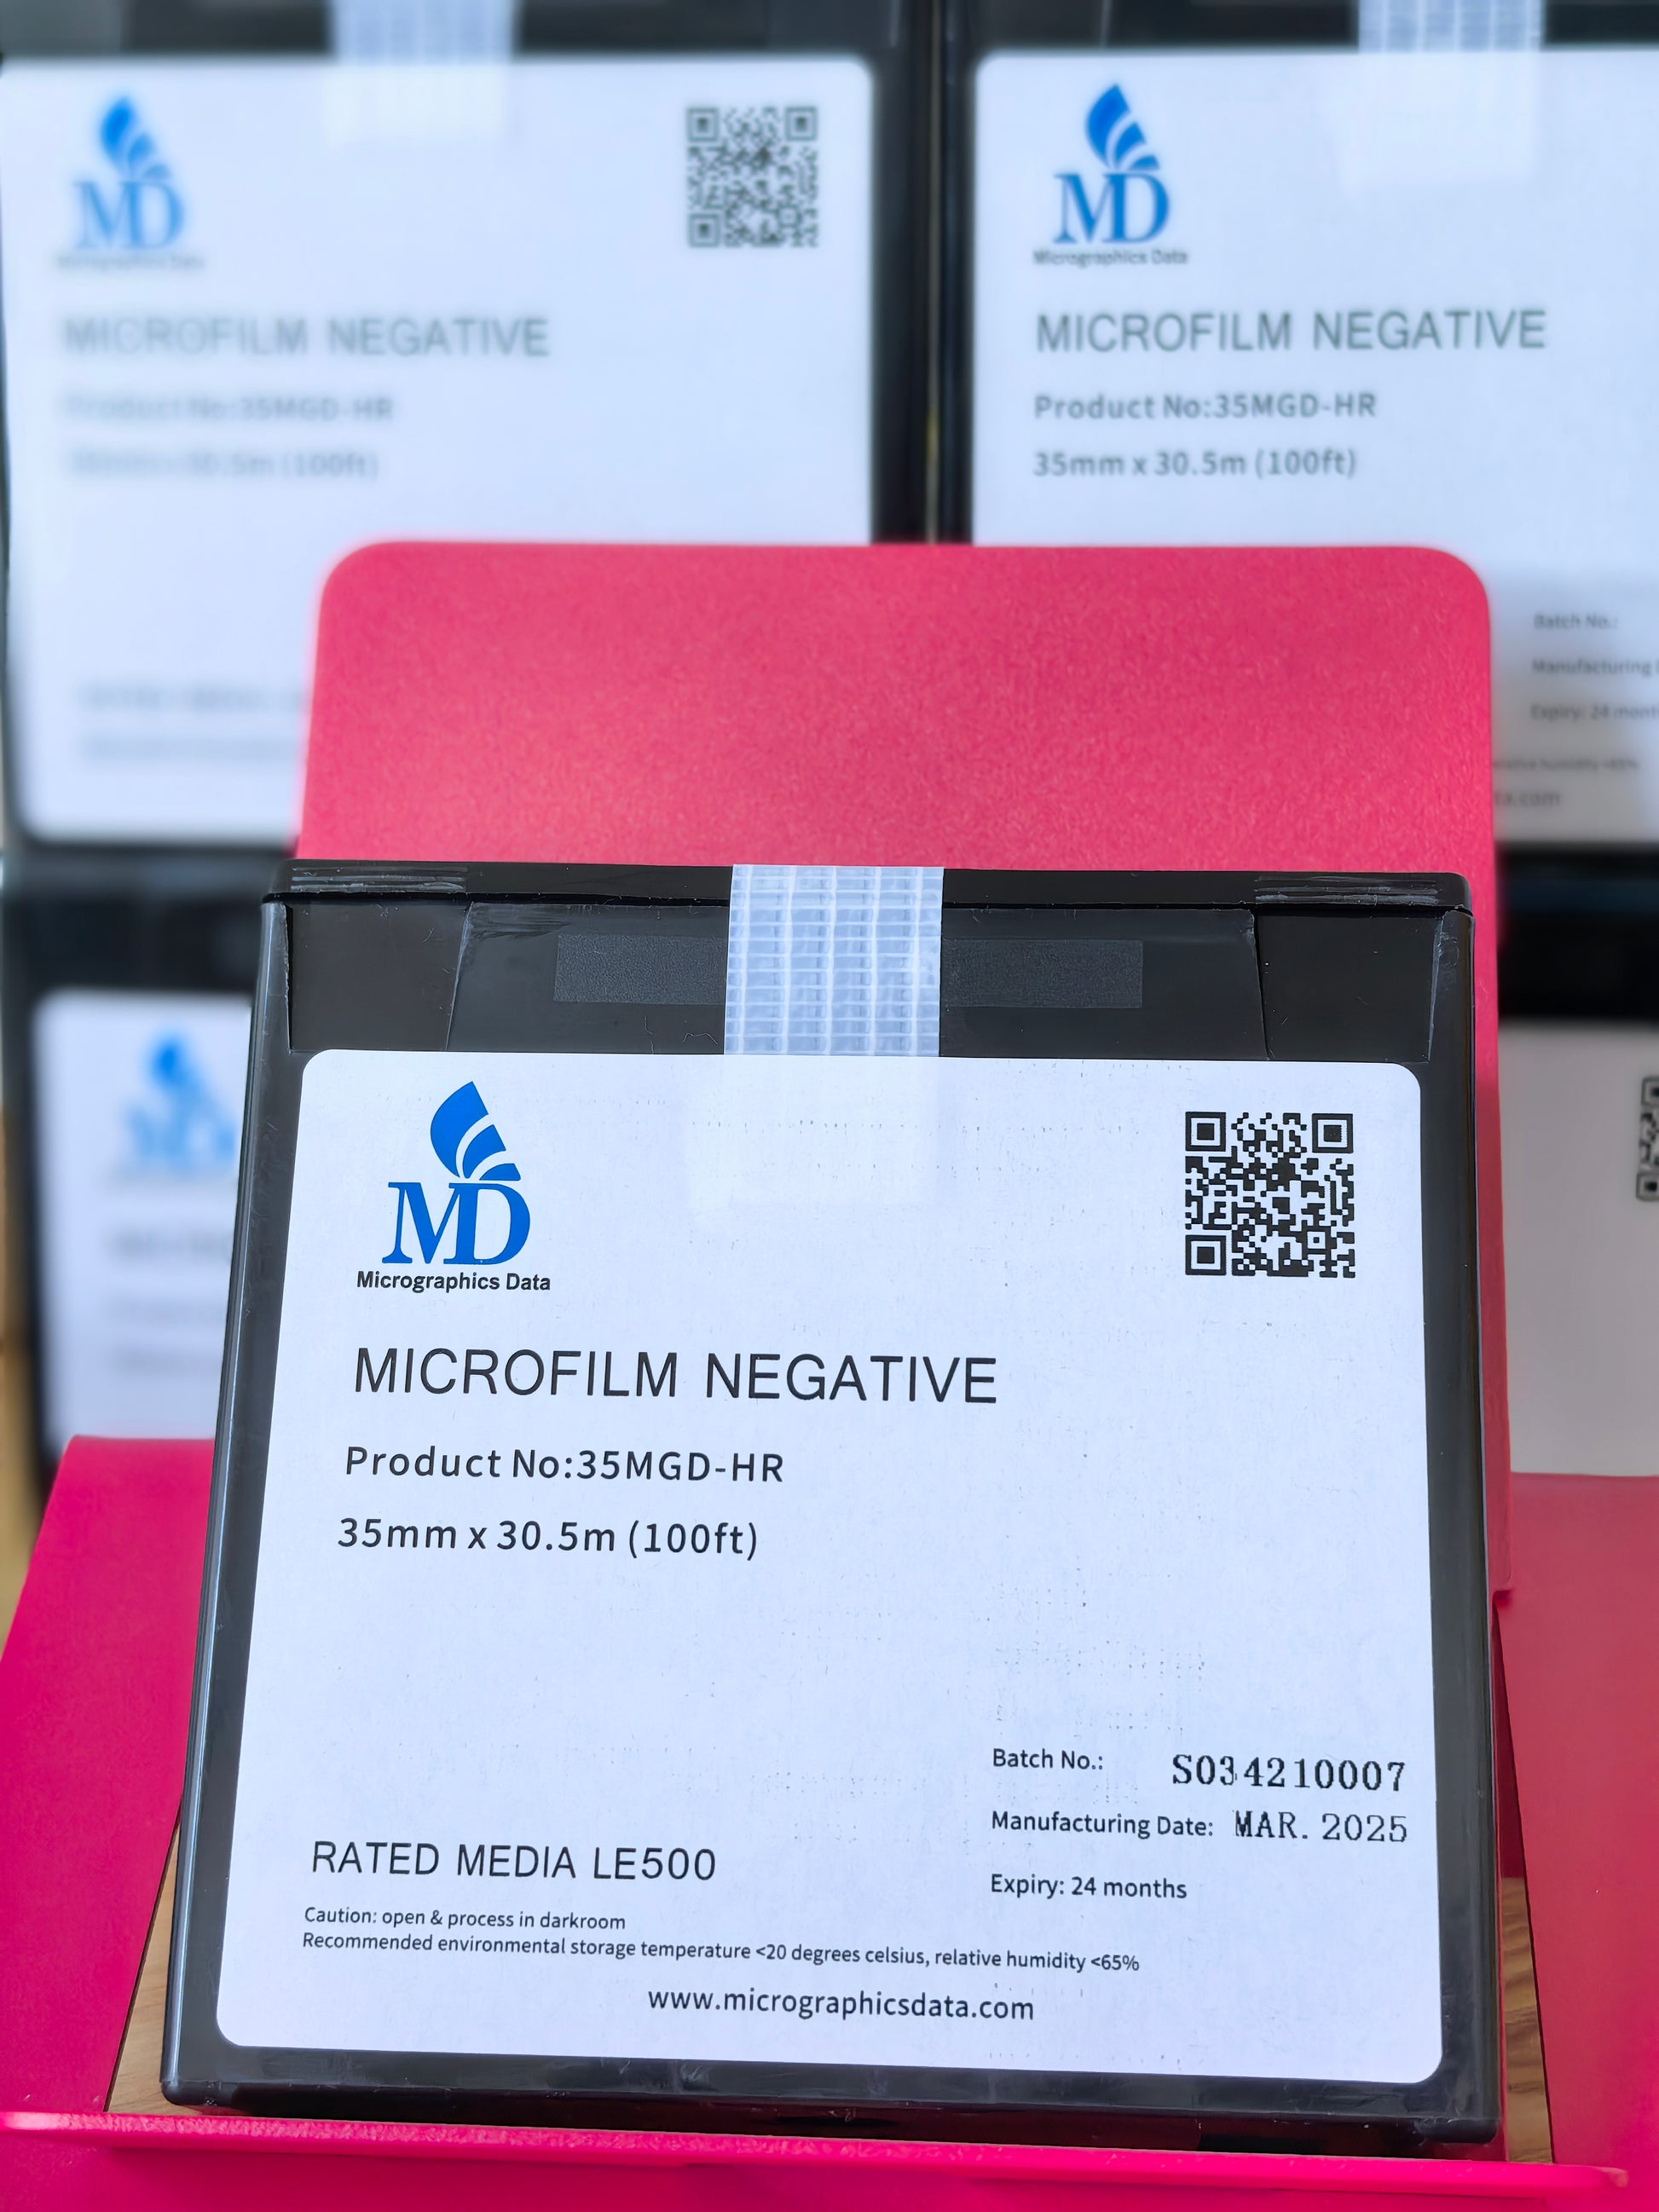 MD
MICROFILM NEGATIVE
Product No:35MGD-HR
35mm x 30.5m (100ft)
MD
Micrographics Data
MICROFILM NEGATIVE
Product No:35MGD-HR
35mm x 30.5m (100ft)
Batch No.:
Manufacturing
Expiry: 24
MD
Micrographics Data
MICROFILM NEGATIVE
Product No:35MGD-HR
35mm x 30.5m (100ft)
Batch No.: S034210007
Manufacturing Date: MAR. 2025
Expiry: 24 months
RATED MEDIA LE500
Caution: open & process in darkroom
Recommended environmental storage temperature <20 degrees celsius, relative humidity <65%
www.micrographicsdata.com